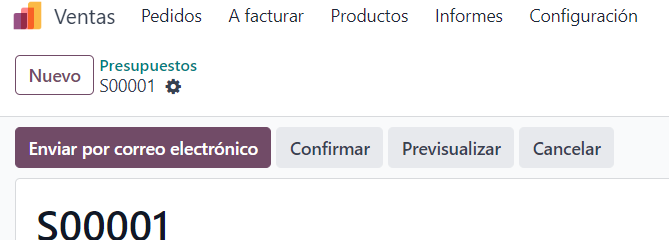 Ventas Pedidos A facturar Productos Informes Configuración
Nuevo
Presupuestos
S00001
Enviar por correo electrónico Confirmar Previsualizar Cancelar
S00001